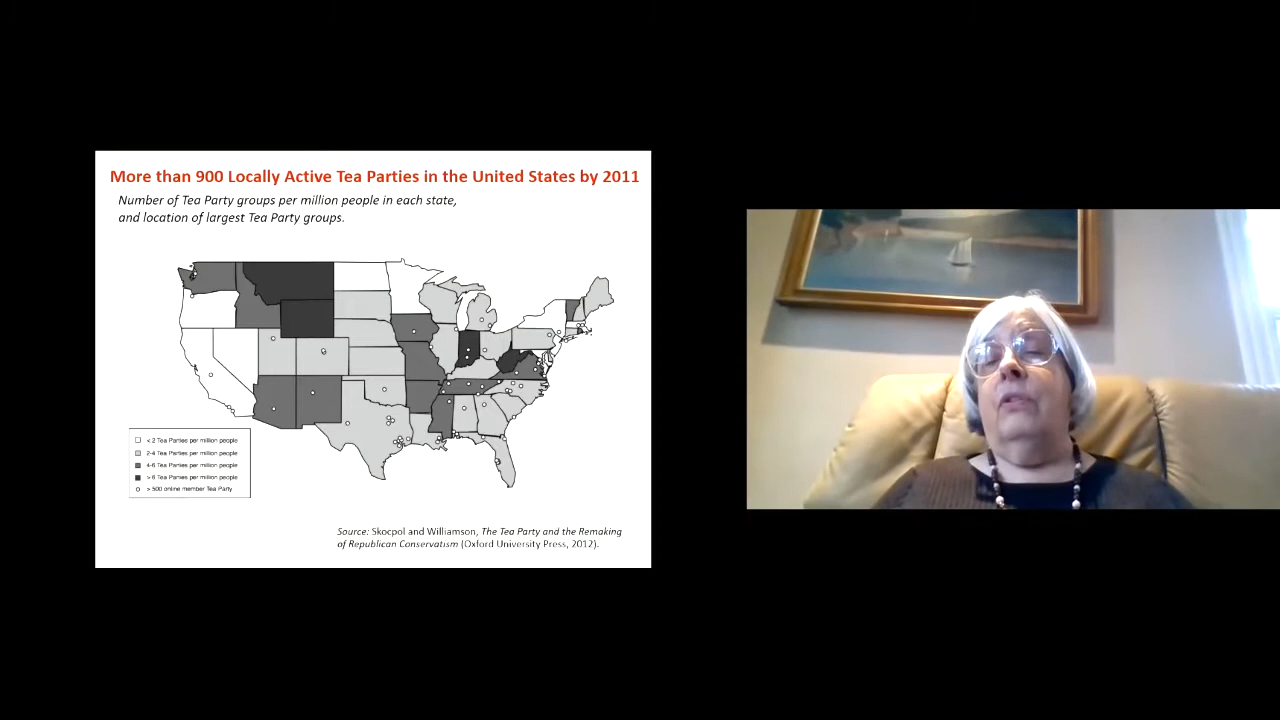 More than 900 Locally Active Tea Parties in the United States by 2011
Number of Tea Party groups per million people in each state,
and location of largest Tea Party groups.
< 2 Tea Parties per million people
2-4 Tea Parties per million people
4-6 Tea Parties per million people
> 6 Tea Parties per million people
> 500 online member Tea Party
Source: Skocpol and Williamson, The Tea Party and the Remaking
of Republican Conservatism (Oxford University Press, 2012).